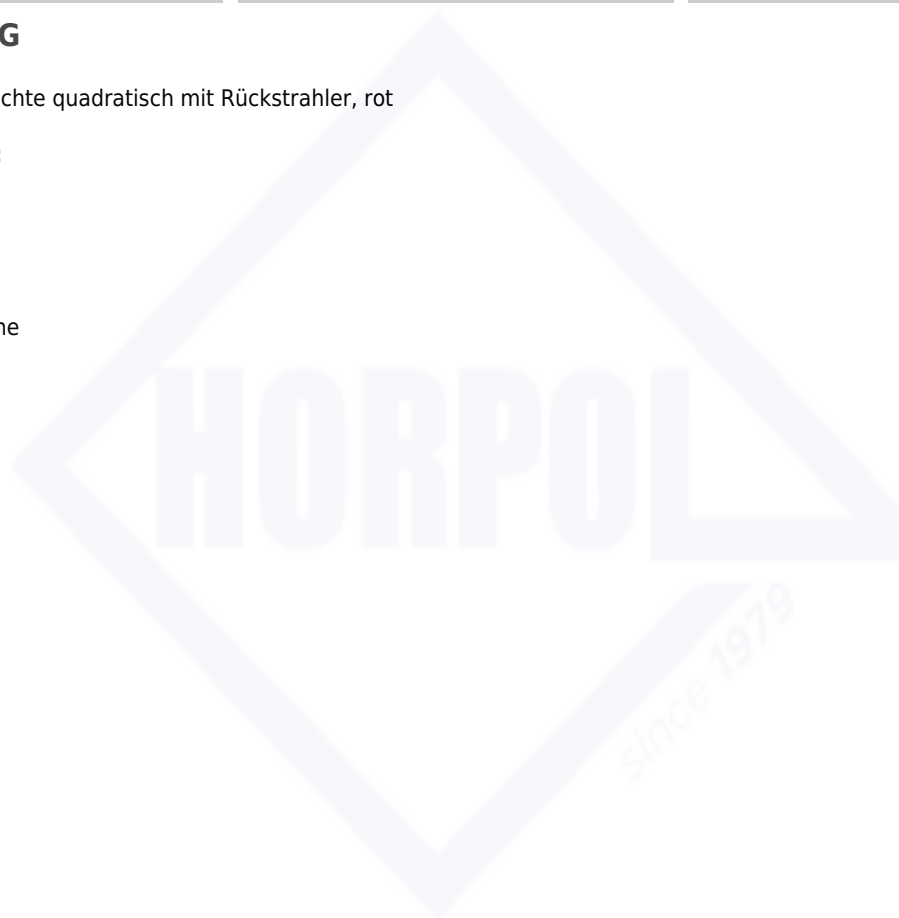 G
chte quadratisch mit Rückstrahler, rot
ne
HORPOL
since 1979